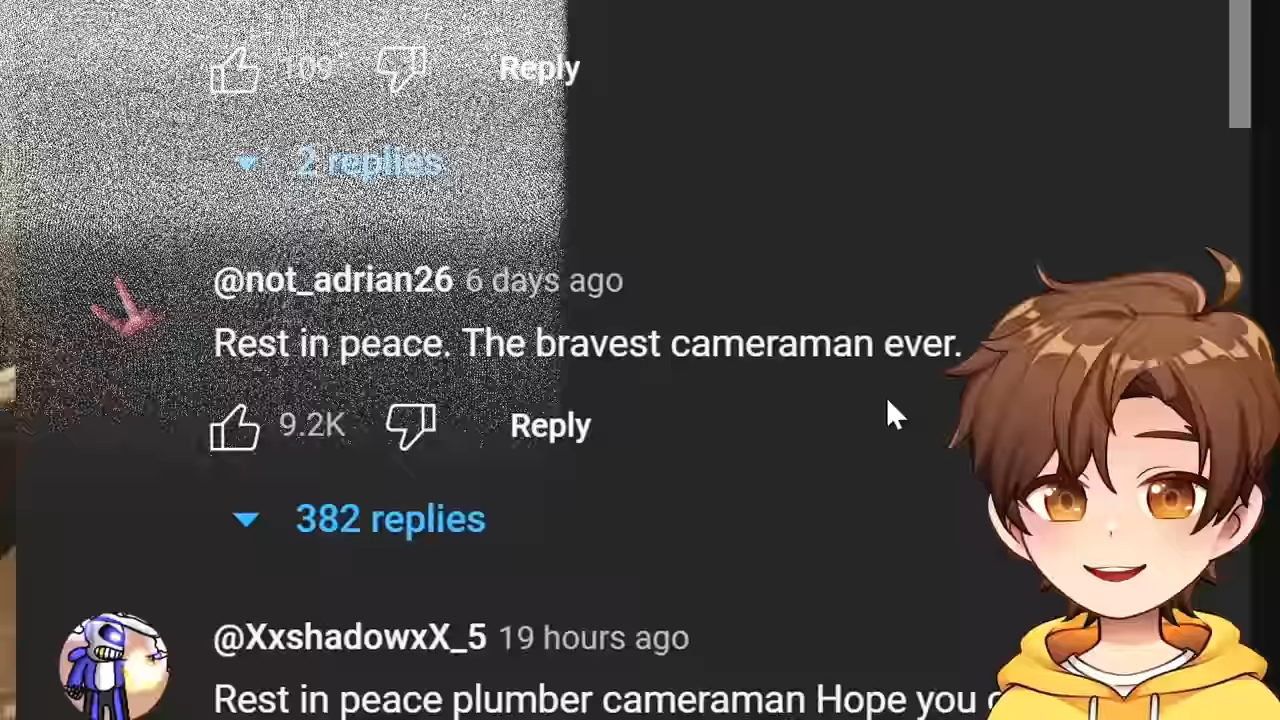 109 Reply
2 replies
@not_adrian26 6 days ago
Rest in peace. The bravest cameraman ever.
9.2K Reply
382 replies
@XxshadowxX_5 19 hours ago
Rest in peace plumber cameraman Hope you